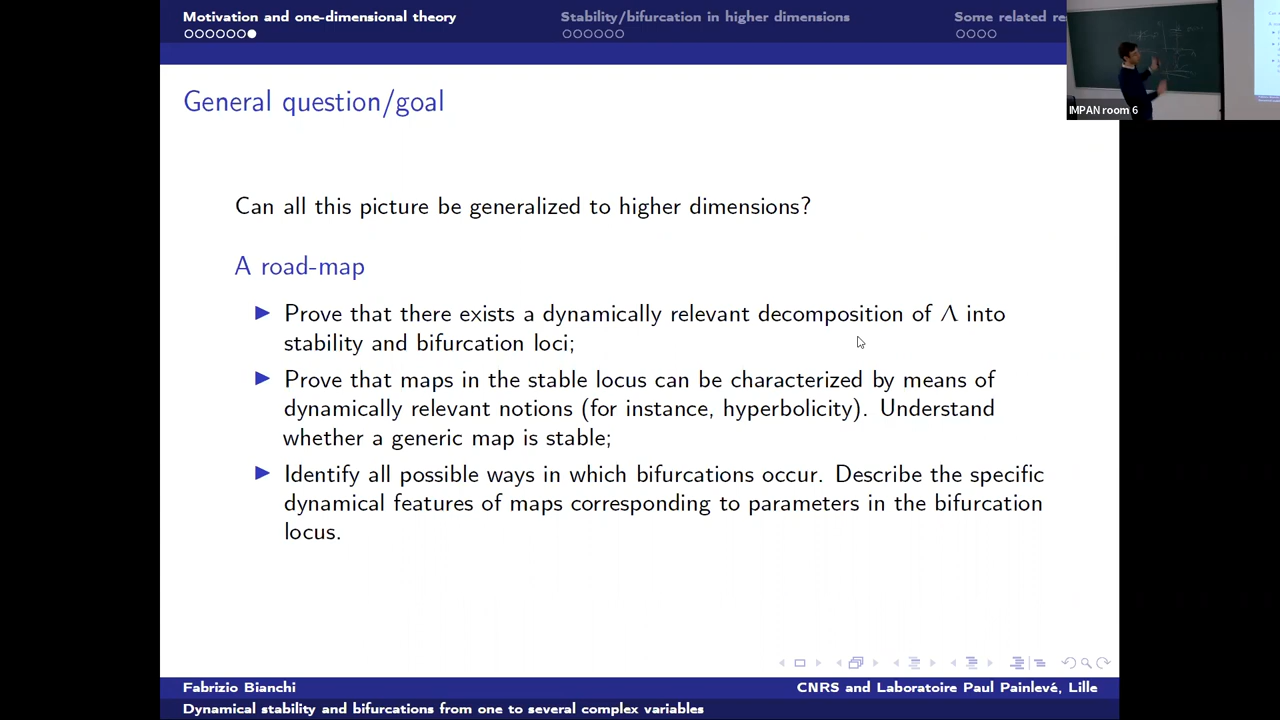 Motivation and one-dimensional theory
Stability/bifurcation in higher dimensions
Some related re
General question/goal
IMPAN room 6
Can all this picture be generalized to higher dimensions?
A road-map
Prove that there exists a dynamically relevant decomposition of Λ into
stability and bifurcation loci;
Prove that maps in the stable locus can be characterized by means of
dynamically relevant notions (for instance, hyperbolicity). Understand
whether a generic map is stable;
Identify all possible ways in which bifurcations occur. Describe the specific
dynamical features of maps corresponding to parameters in the bifurcation
locus.
Fabrizio Bianchi
CNRS and Laboratoire Paul Painlevé, Lille
Dynamical stability and bifurcations from one to several complex variables